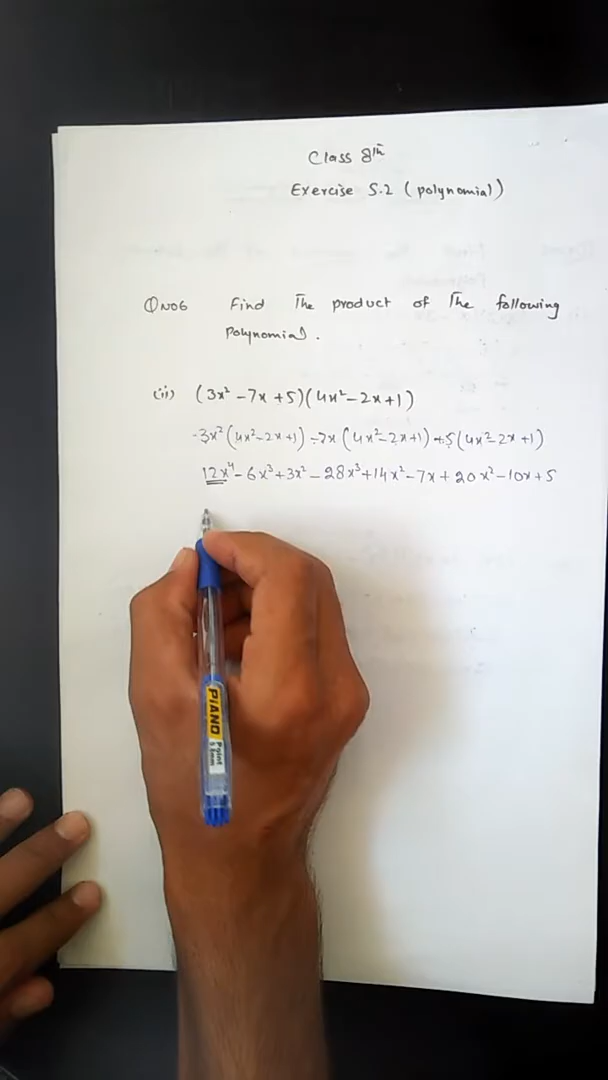 Class 8th
Exercise 5.2 (polynomial)
QNO6 Find The product of The following
Polynomial.
(ii) (3x² -7x +5)(4x² -2x +1)
3x²(4x²-2x+1) -7x(4x²-2x+1) +5(4x²-2x+1)
12x⁴-6x³+3x²-28x³+14x²-7x+20x²-10x+5
PIANO
Point